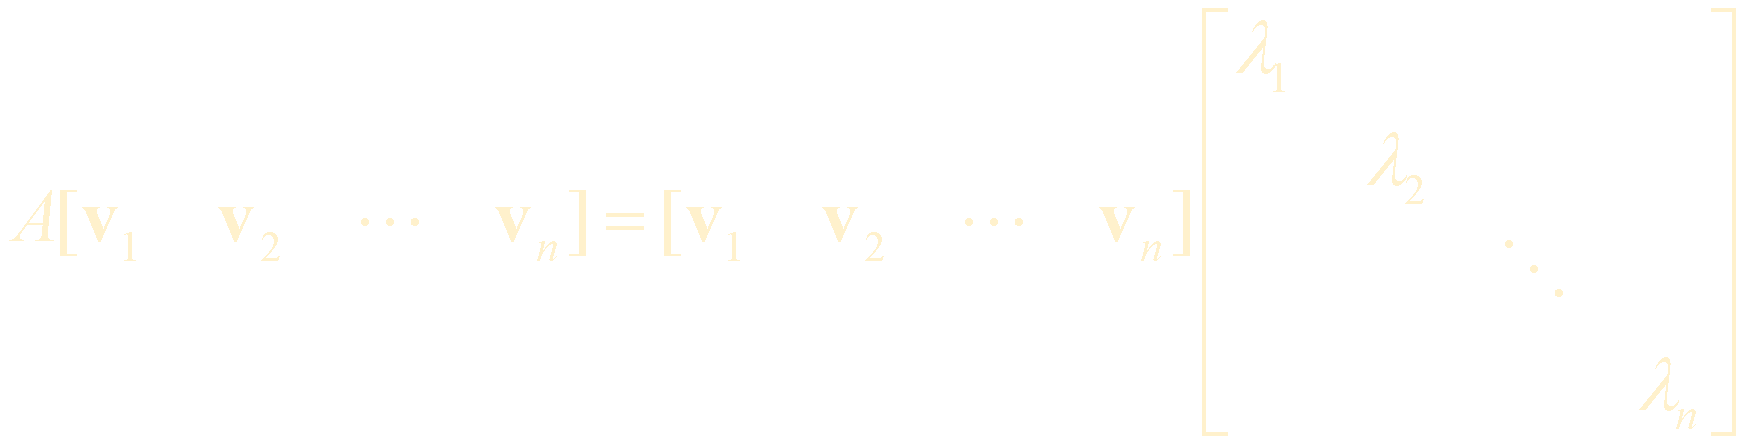 A[v₁ v₂ ⋯ vₙ] = [v₁ v₂ ⋯ vₙ][λ₁ λ₂ ⋱ λₙ]